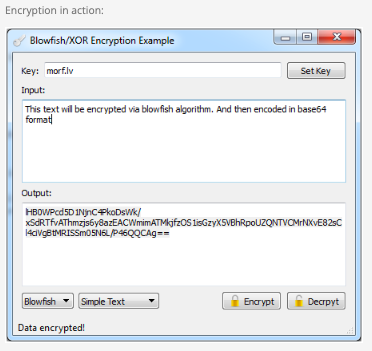 Encryption in action:
Blowfish/XOR Encryption Example
Key: morf.lv Set Key
Input:
This text will be encrypted via blowfish algorithm. And then encoded in base64
format
Output:
lHB0WPcd5D1NjnC4PkoDsWk/
xSdRTfvAThmzjs6y8azEACWmimATMkjfzOS1isGzyX5VBhRpoUZQNTVCMrNXvE82sC
l4ciVgBtMRISSm05N6L/P46QQCAg==
Blowfish Simple Text Encrypt Decrpyt
Data encrypted!